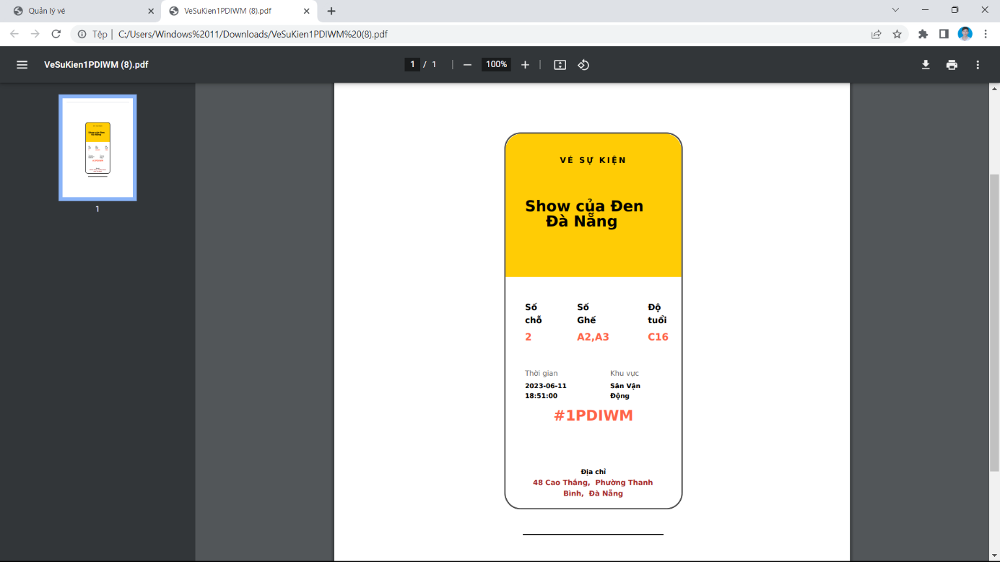 Quản lý vé
VeSuKien1PDIWM (8).pdf
Tệp | C:/Users/Windows%2011/Downloads/VeSuKien1PDIWM%20(8).pdf
VeSuKien1PDIWM (8).pdf
1 / 1
100%
1
VÉ SỰ KIỆN
Show của Đen
Đà Nẵng
Số chỗ
2
Số Ghế
A2,A3
Độ tuổi
C16
Thời gian
2023-06-11
18:51:00
Khu vực
Sân Vận
Động
#1PDIWM
Địa chỉ
48 Cao Thắng, Phường Thanh
Bình, Đà Nẵng